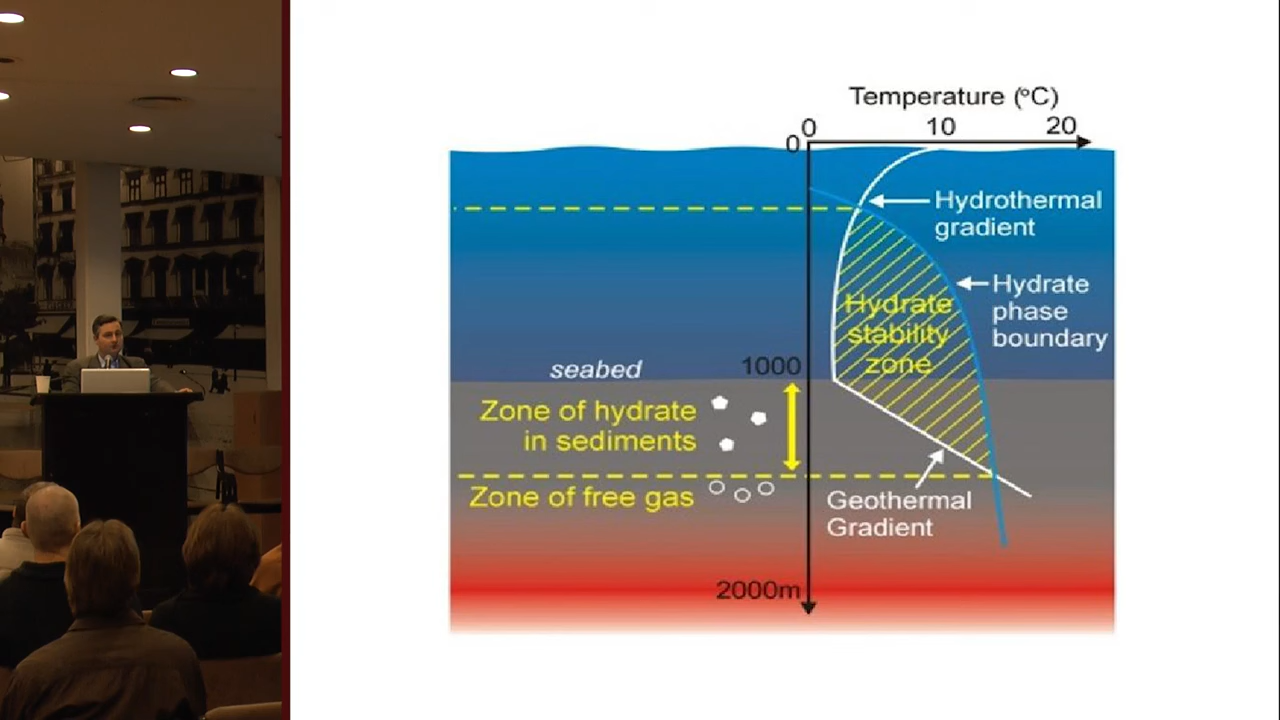 Temperature (°C)
0
10
20
0
Hydrothermal
gradient
Hydrate
phase
boundary
Hydrate
stability
zone
seabed
1000
Zone of hydrate
in sediments
Zone of free gas
Geothermal
Gradient
2000m